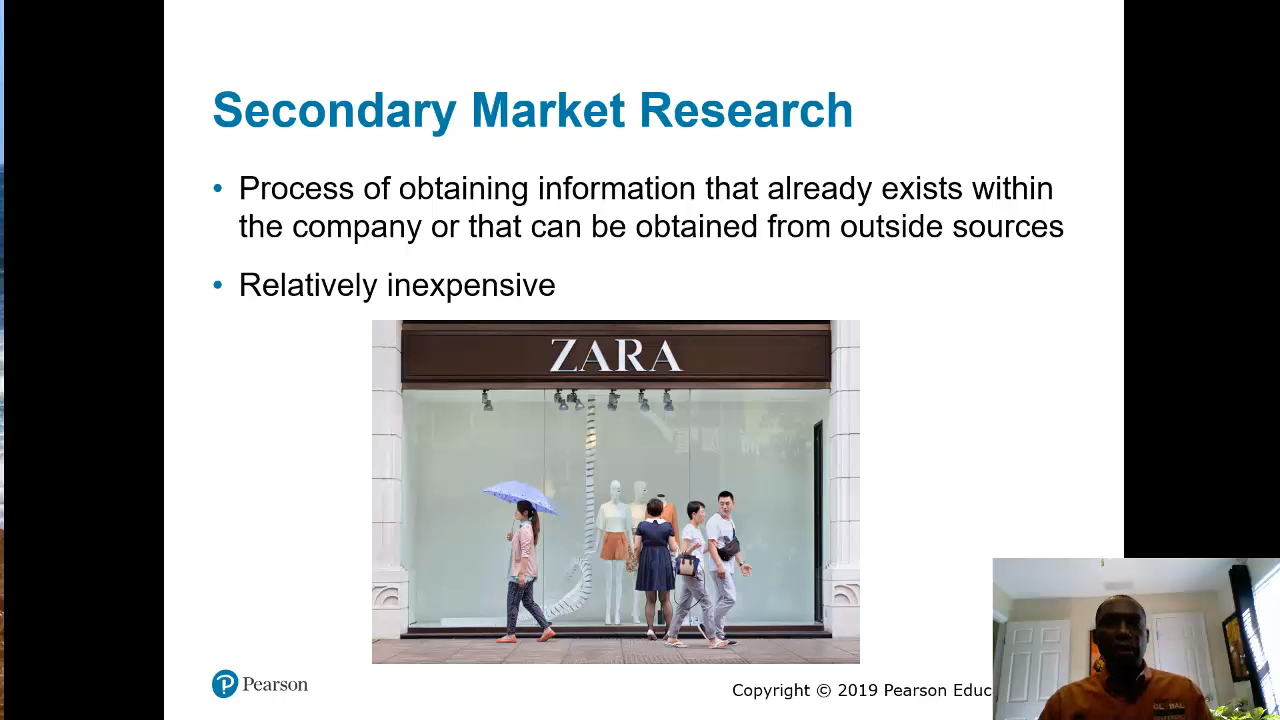 Secondary Market Research
• Process of obtaining information that already exists within
the company or that can be obtained from outside sources
• Relatively inexpensive
ZARA
Pearson
Copyright © 2019 Pearson Educ